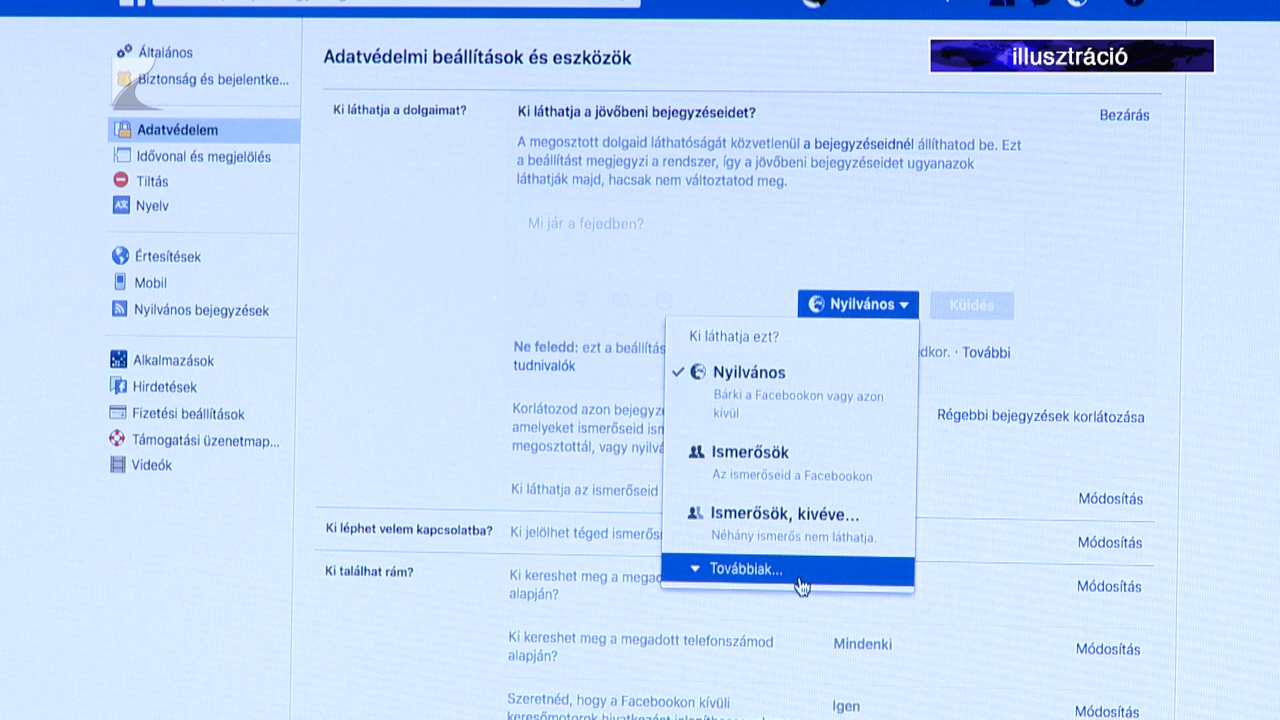 illusztráció
Általános
Biztonság és bejelentke...
Adatvédelem
Idővonal és megjelölés
Tiltás
Nyelv
Értesítések
Mobil
Nyilvános bejegyzések
Alkalmazások
Hirdetések
Fizetési beállítások
Támogatási üzenetmap...
Videók
Adatvédelmi beállítások és eszközök
Ki láthatja a dolgaimat?
Ki láthatja a jövőbeni bejegyzéseidet?
Bezárás
A megosztott dolgaid láthatóságát közvetlenül a bejegyzéseidnél állíthatod be. Ezt
a beállítást megjegyzi a rendszer, így a jövőbeni bejegyzéseidet ugyanazok
láthatják majd, hacsak nem változtatod meg.
Mi jár a fejedben?
Nyilvános
Küldés
Ki láthatja ezt?
Nyilvános
Bárki a Facebookon vagy azon
kívül
Ismerősök
Az ismerőseid a Facebookon
Ismerősök, kivéve...
Néhány ismerős nem láthatja.
Továbbiak...
Ne feledd: ezt a beállítás
dkor. · További
tudnivalók
Korlátozod azon bejegyz
Régebbi bejegyzések korlátozása
amelyeket ismerőseid
megosztottál, vagy nyilvá
Ki láthatja az ismerőseid
Módosítás
Ki léphet velem kapcsolatba?
Ki jelölhet téged ismerős
Módosítás
Ki találhat rám?
Ki kereshet meg a megad
alapján?
Módosítás
Ki kereshet meg a megadott telefonszámod
alapján?
Mindenki
Módosítás
Szeretnéd, hogy a Facebookon kívüli
Igen
Módosítás